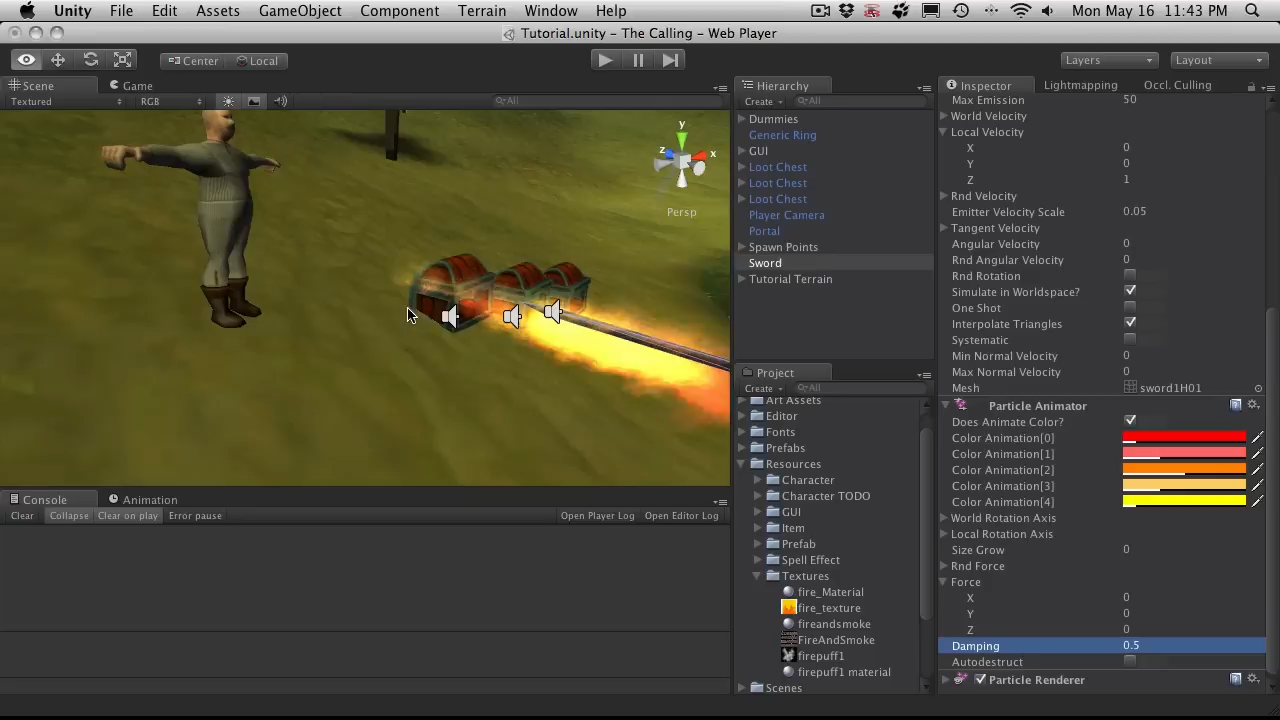 Unity File Edit Assets GameObject Component Terrain Window Help Mon May 16 11:43 PM
Tutorial.unity - The Calling - Web Player
Center Local Layers Layout
Scene Game
Textured RGB All
y
z x
Persp
Hierarchy
Create All
Dummies
Generic Ring
GUI
Loot Chest
Loot Chest
Loot Chest
Player Camera
Portal
Spawn Points
Sword
Tutorial Terrain
Project
Create All
Art Assets
Editor
Fonts
Prefabs
Resources
Character
Character TODO
GUI
Item
Prefab
Spell Effect
Textures
fire_Material
fire_texture
fireandsmoke
FireAndSmoke
firepuff1
firepuff1 material
Scenes
Console Animation
Clear Collapse Clear on play Error pause Open Player Log Open Editor Log
Inspector Lightmapping Occl. Culling
Max Emission 50
World Velocity
Local Velocity
X 0
Y 0
Z 1
Rnd Velocity
Emitter Velocity Scale 0.05
Tangent Velocity
Angular Velocity 0
Rnd Angular Velocity 0
Rnd Rotation
Simulate in Worldspace?
One Shot
Interpolate Triangles
Systematic
Min Normal Velocity 0
Max Normal Velocity 0
Mesh sword1H01
Particle Animator
Does Animate Color?
Color Animation[0]
Color Animation[1]
Color Animation[2]
Color Animation[3]
Color Animation[4]
World Rotation Axis
Local Rotation Axis
Size Grow 0
Rnd Force
Force
X 0
Y 0
Z 0
Damping 0.5
Autodestruct
Particle Renderer